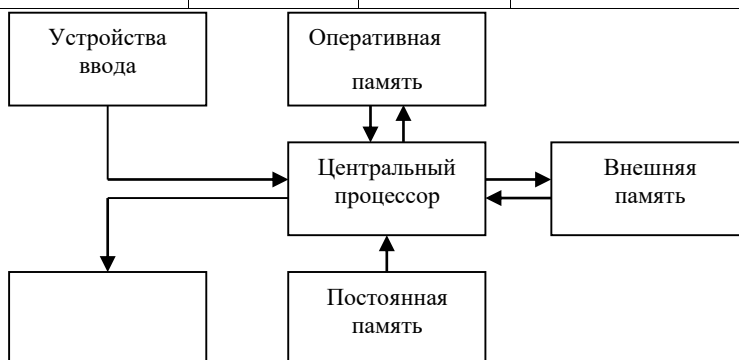 Устройства
ввода
Оперативная
память
Центральный
процессор
Внешняя
память
Постоянная
память